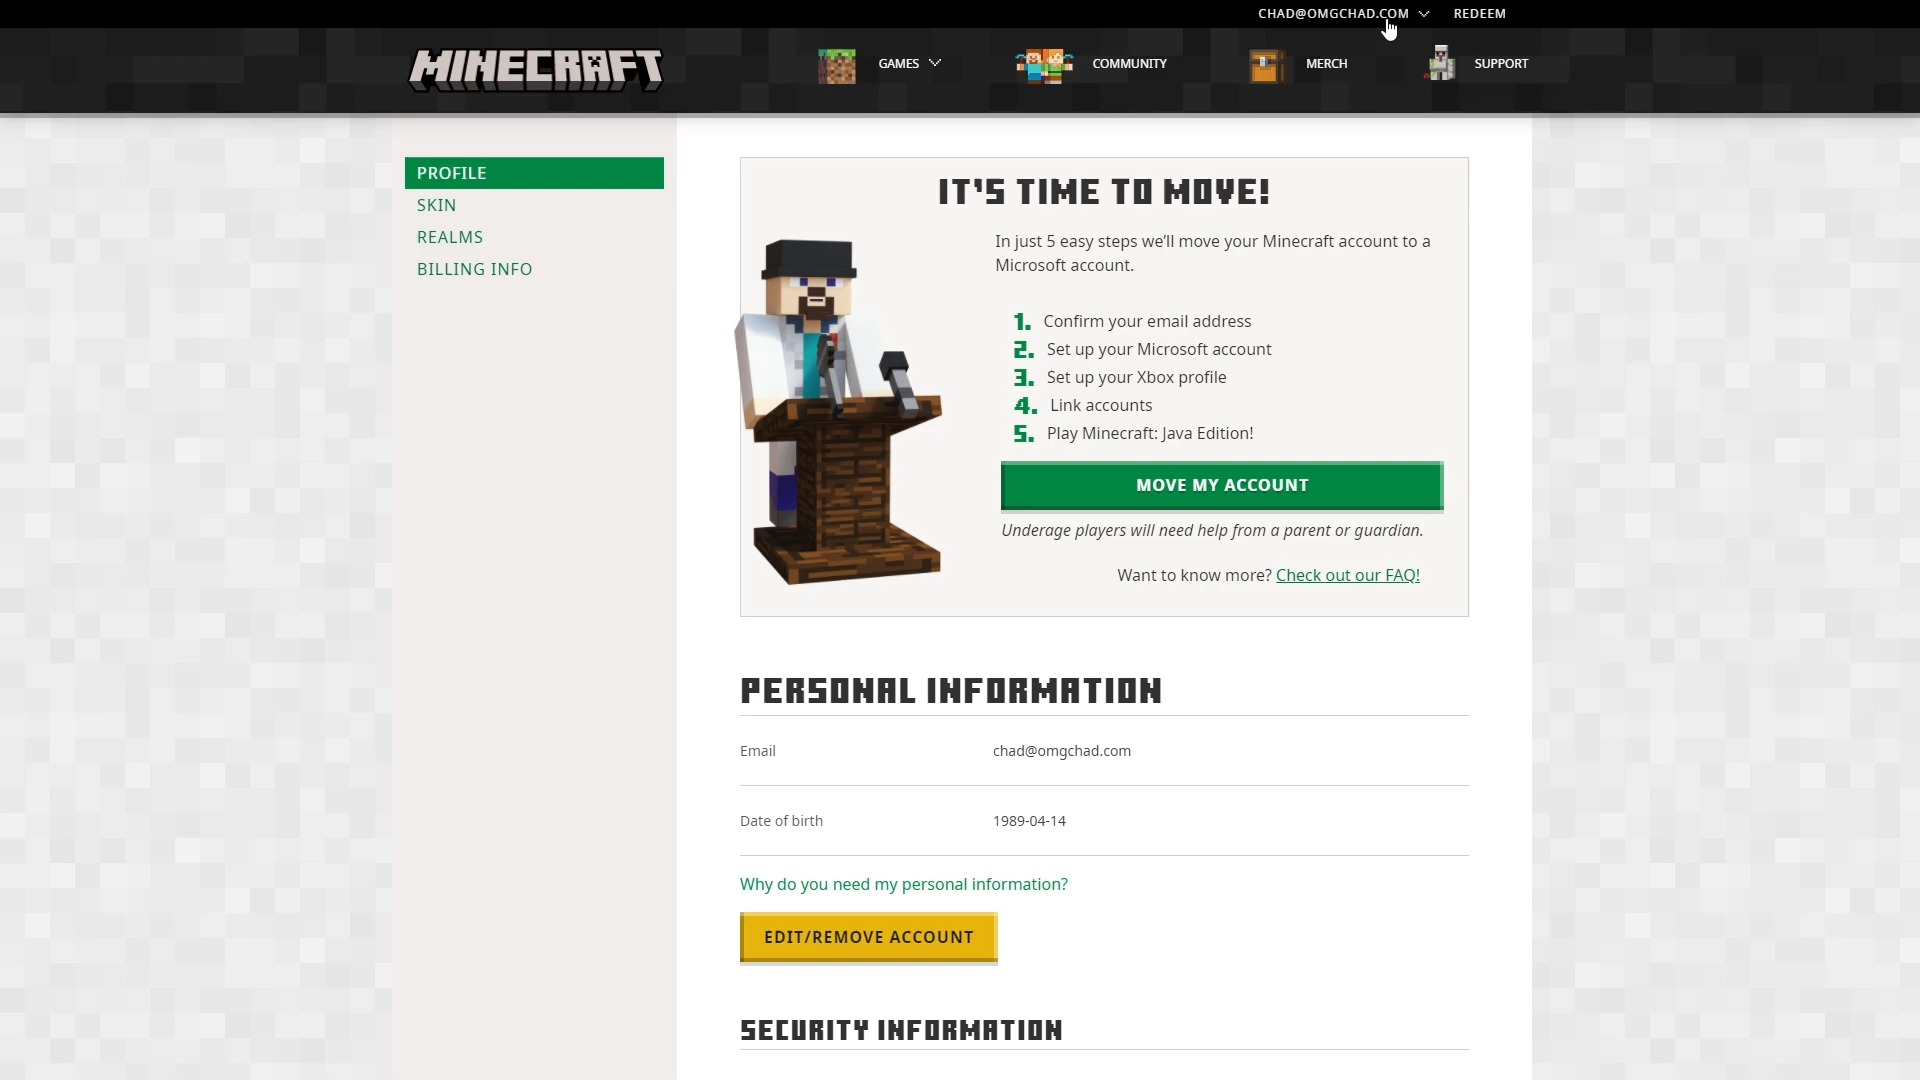 CHAD@OMGCHAD.COM REDEEM
MINECRAFT GAMES COMMUNITY MERCH SUPPORT
PROFILE
SKIN
REALMS
BILLING INFO
IT'S TIME TO MOVE!
In just 5 easy steps we'll move your Minecraft account to a
Microsoft account.
1. Confirm your email address
2. Set up your Microsoft account
3. Set up your Xbox profile
4. Link accounts
5. Play Minecraft: Java Edition!
MOVE MY ACCOUNT
Underage players will need help from a parent or guardian.
Want to know more? Check out our FAQ!
PERSONAL INFORMATION
Email chad@omgchad.com
Date of birth 1989-04-14
Why do you need my personal information?
EDIT/REMOVE ACCOUNT
SECURITY INFORMATION